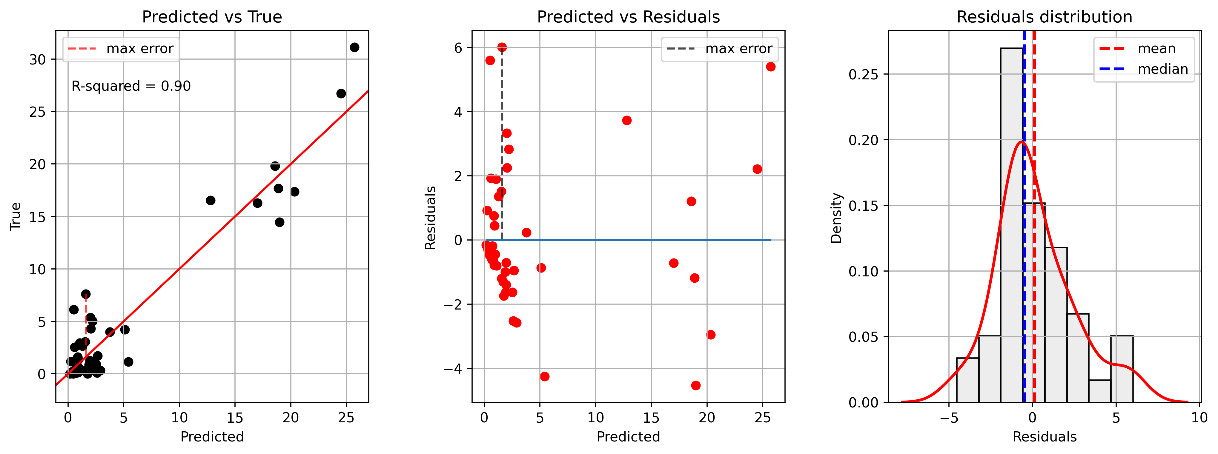 Predicted vs True
max error
R-squared = 0.90
30
25
20
15
10
5
0
True
0 5 10 15 20 25
Predicted
Predicted vs Residuals
max error
6
4
2
0
−2
−4
Residuals
0 5 10 15 20 25
Predicted
Residuals distribution
mean
median
0.25
0.20
0.15
0.10
0.05
0.00
Density
−5 0 5 10
Residuals